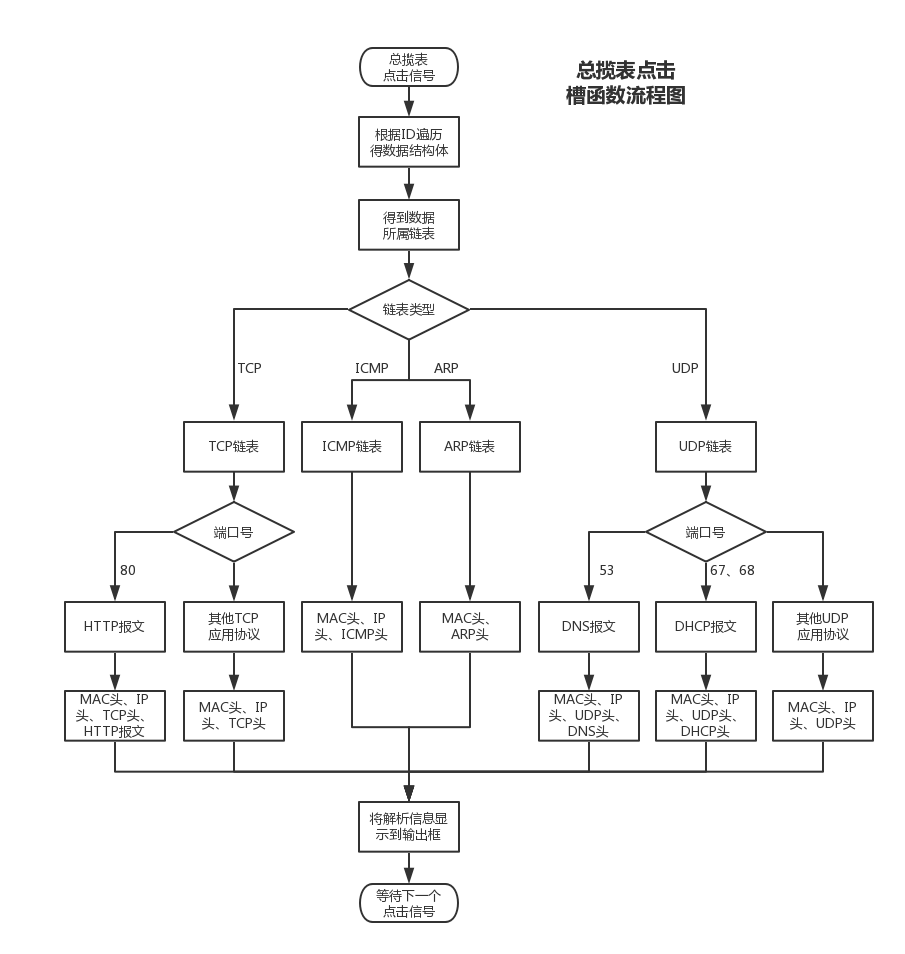 总揽表
点击信号
总揽表点击
槽函数流程图
根据ID遍历
得数据结构体
得到数据
所属链表
链表类型
TCP
ICMP
ARP
UDP
TCP链表
ICMP链表
ARP链表
UDP链表
端口号
端口号
80
53
67、68
HTTP报文
其他TCP
应用协议
MAC头、IP
头、ICMP头
MAC头、
ARP头
DNS报文
DHCP报文
其他UDP
应用协议
MAC头、IP
头、TCP头、
HTTP报文
MAC头、IP
头、TCP头
MAC头、IP
头、UDP头、
DNS头
MAC头、IP
头、UDP头、
DHCP头
MAC头、IP
头、UDP头
将解析信息显
示到输出框
等待下一个
点击信号